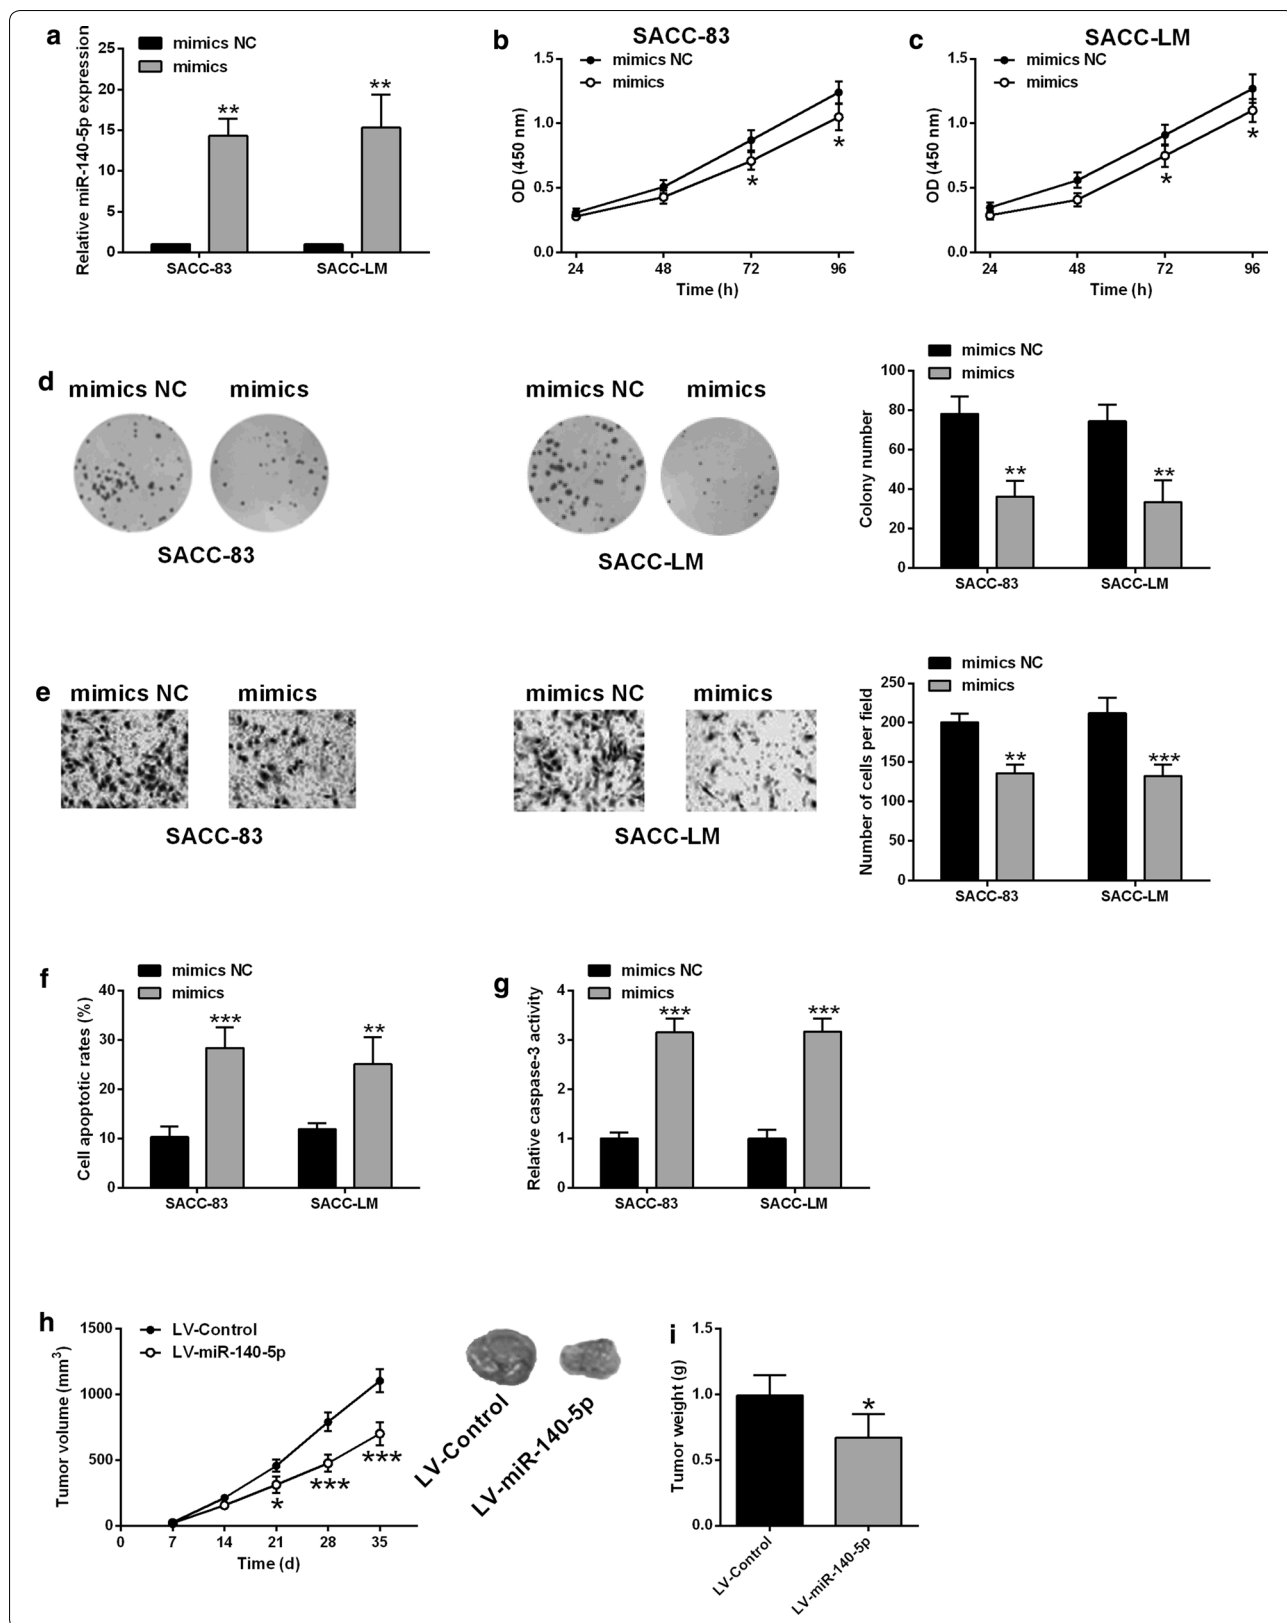 a
mimics NC
mimics
Relative miR-140-5p expression
25
20
15
10
5
0
**
**
SACC-83
SACC-LM
b
SACC-83
mimics NC
mimics
OD (450 nm)
1.5
1.0
0.5
0.0
*
*
24
48
72
96
Time (h)
c
SACC-LM
mimics NC
mimics
OD (450 nm)
1.5
1.0
0.5
0.0
*
*
24
48
72
96
Time (h)
d
mimics NC
mimics
SACC-83
mimics NC
mimics
SACC-LM
mimics NC
mimics
Colony number
100
80
60
40
20
0
**
**
SACC-83
SACC-LM
e
mimics NC
mimics
SACC-83
mimics NC
mimics
SACC-LM
mimics NC
mimics
Number of cells per field
250
200
150
100
50
0
**
***
SACC-83
SACC-LM
f
mimics NC
mimics
Cell apoptotic rates (%)
40
30
20
10
0
***
**
SACC-83
SACC-LM
g
mimics NC
mimics
Relative caspase-3 activity
4
3
2
1
0
***
***
SACC-83
SACC-LM
h
LV-Control
LV-miR-140-5p
Tumor volume (mm³)
1500
1000
500
0
*
***
***
0
7
14
21
28
35
Time (d)
LV-Control
LV-miR-140-5p
i
Tumor weight (g)
1.5
1.0
0.5
0.0
*
LV-Control
LV-miR-140-5p